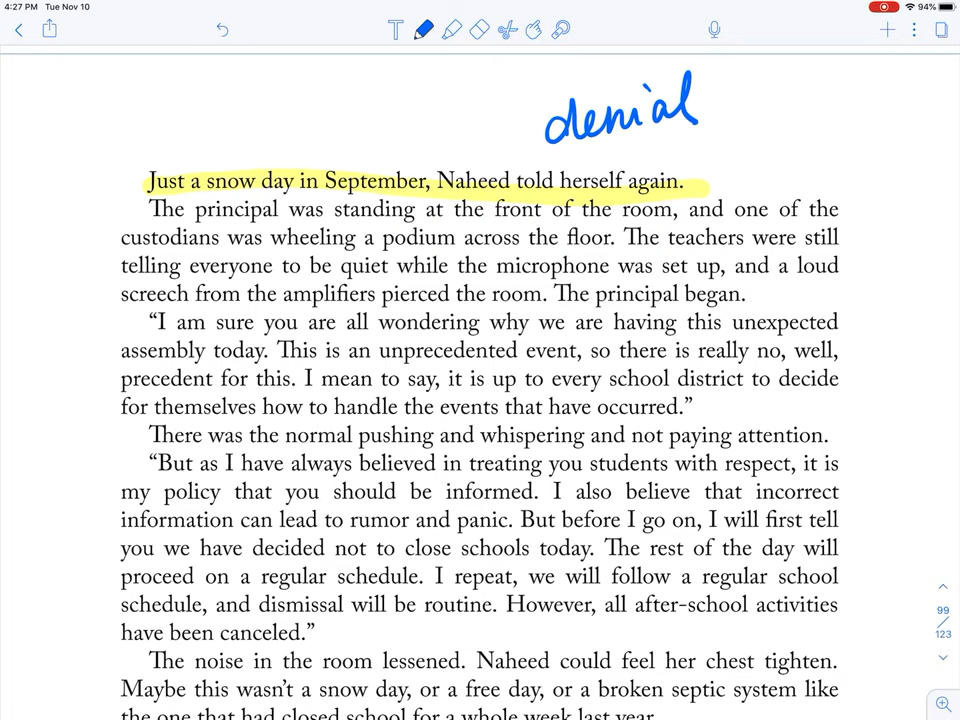 4:27 PM Tue Nov 10
94%
T
denial
Just a snow day in September, Naheed told herself again.
The principal was standing at the front of the room, and one of the
custodians was wheeling a podium across the floor. The teachers were still
telling everyone to be quiet while the microphone was set up, and a loud
screech from the amplifiers pierced the room. The principal began.
“I am sure you are all wondering why we are having this unexpected
assembly today. This is an unprecedented event, so there is really no, well,
precedent for this. I mean to say, it is up to every school district to decide
for themselves how to handle the events that have occurred.”
There was the normal pushing and whispering and not paying attention.
“But as I have always believed in treating you students with respect, it is
my policy that you should be informed. I also believe that incorrect
information can lead to rumor and panic. But before I go on, I will first tell
you we have decided not to close schools today. The rest of the day will
proceed on a regular schedule. I repeat, we will follow a regular school
schedule, and dismissal will be routine. However, all after-school activities
have been canceled.”
The noise in the room lessened. Naheed could feel her chest tighten.
Maybe this wasn’t a snow day, or a free day, or a broken septic system like
the one that had closed school for a whole week last year.
99
/
123